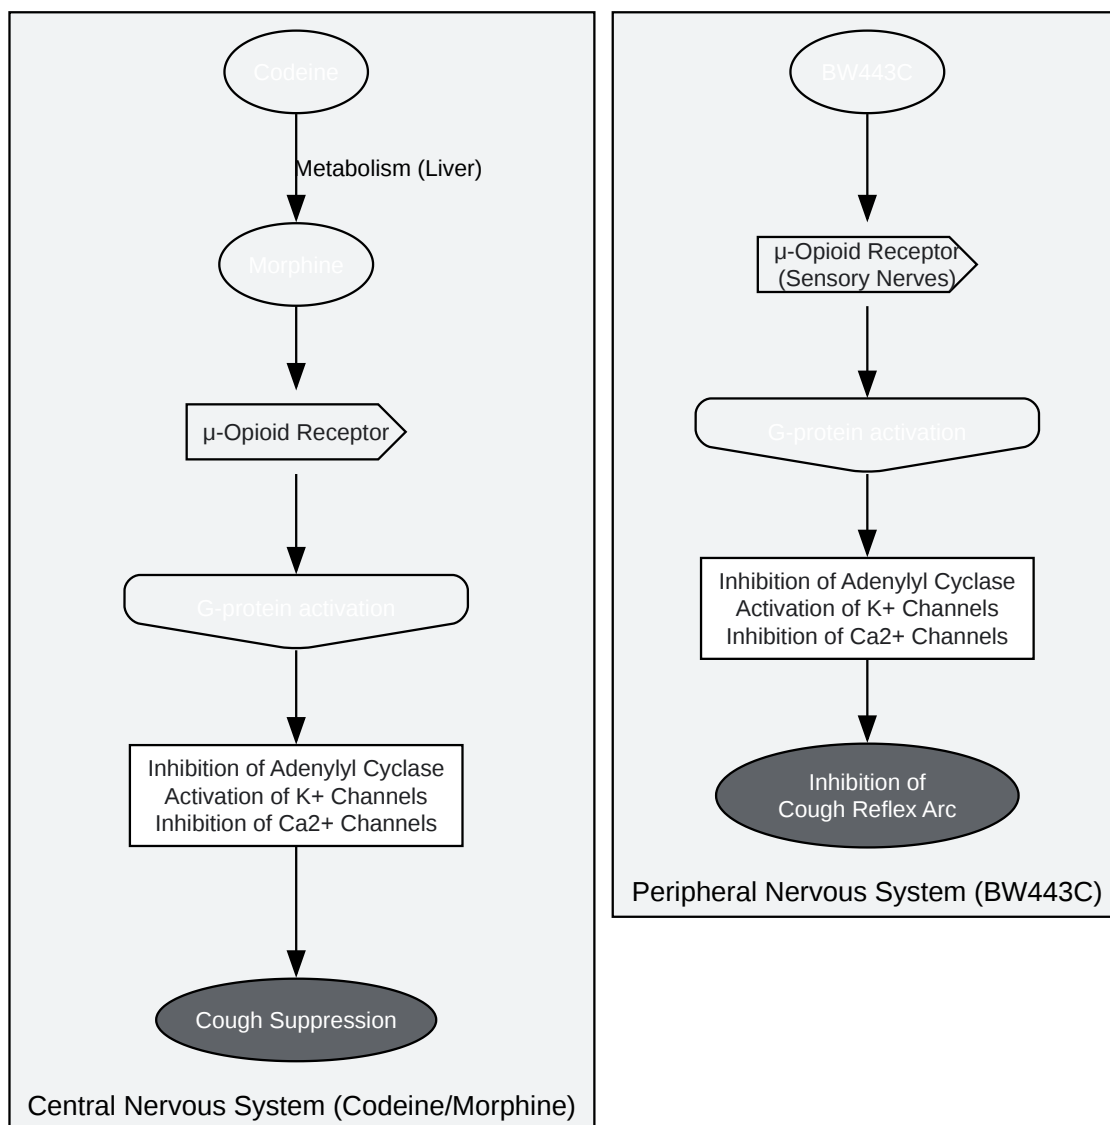 Codeine
Metabolism (Liver)
Morphine
μ-Opioid Receptor
G-protein activation
Inhibition of Adenylyl Cyclase
Activation of K+ Channels
Inhibition of Ca2+ Channels
Cough Suppression
Central Nervous System (Codeine/Morphine)
BW443C
μ-Opioid Receptor
(Sensory Nerves)
G-protein activation
Inhibition of Adenylyl Cyclase
Activation of K+ Channels
Inhibition of Ca2+ Channels
Inhibition of
Cough Reflex Arc
Peripheral Nervous System (BW443C)